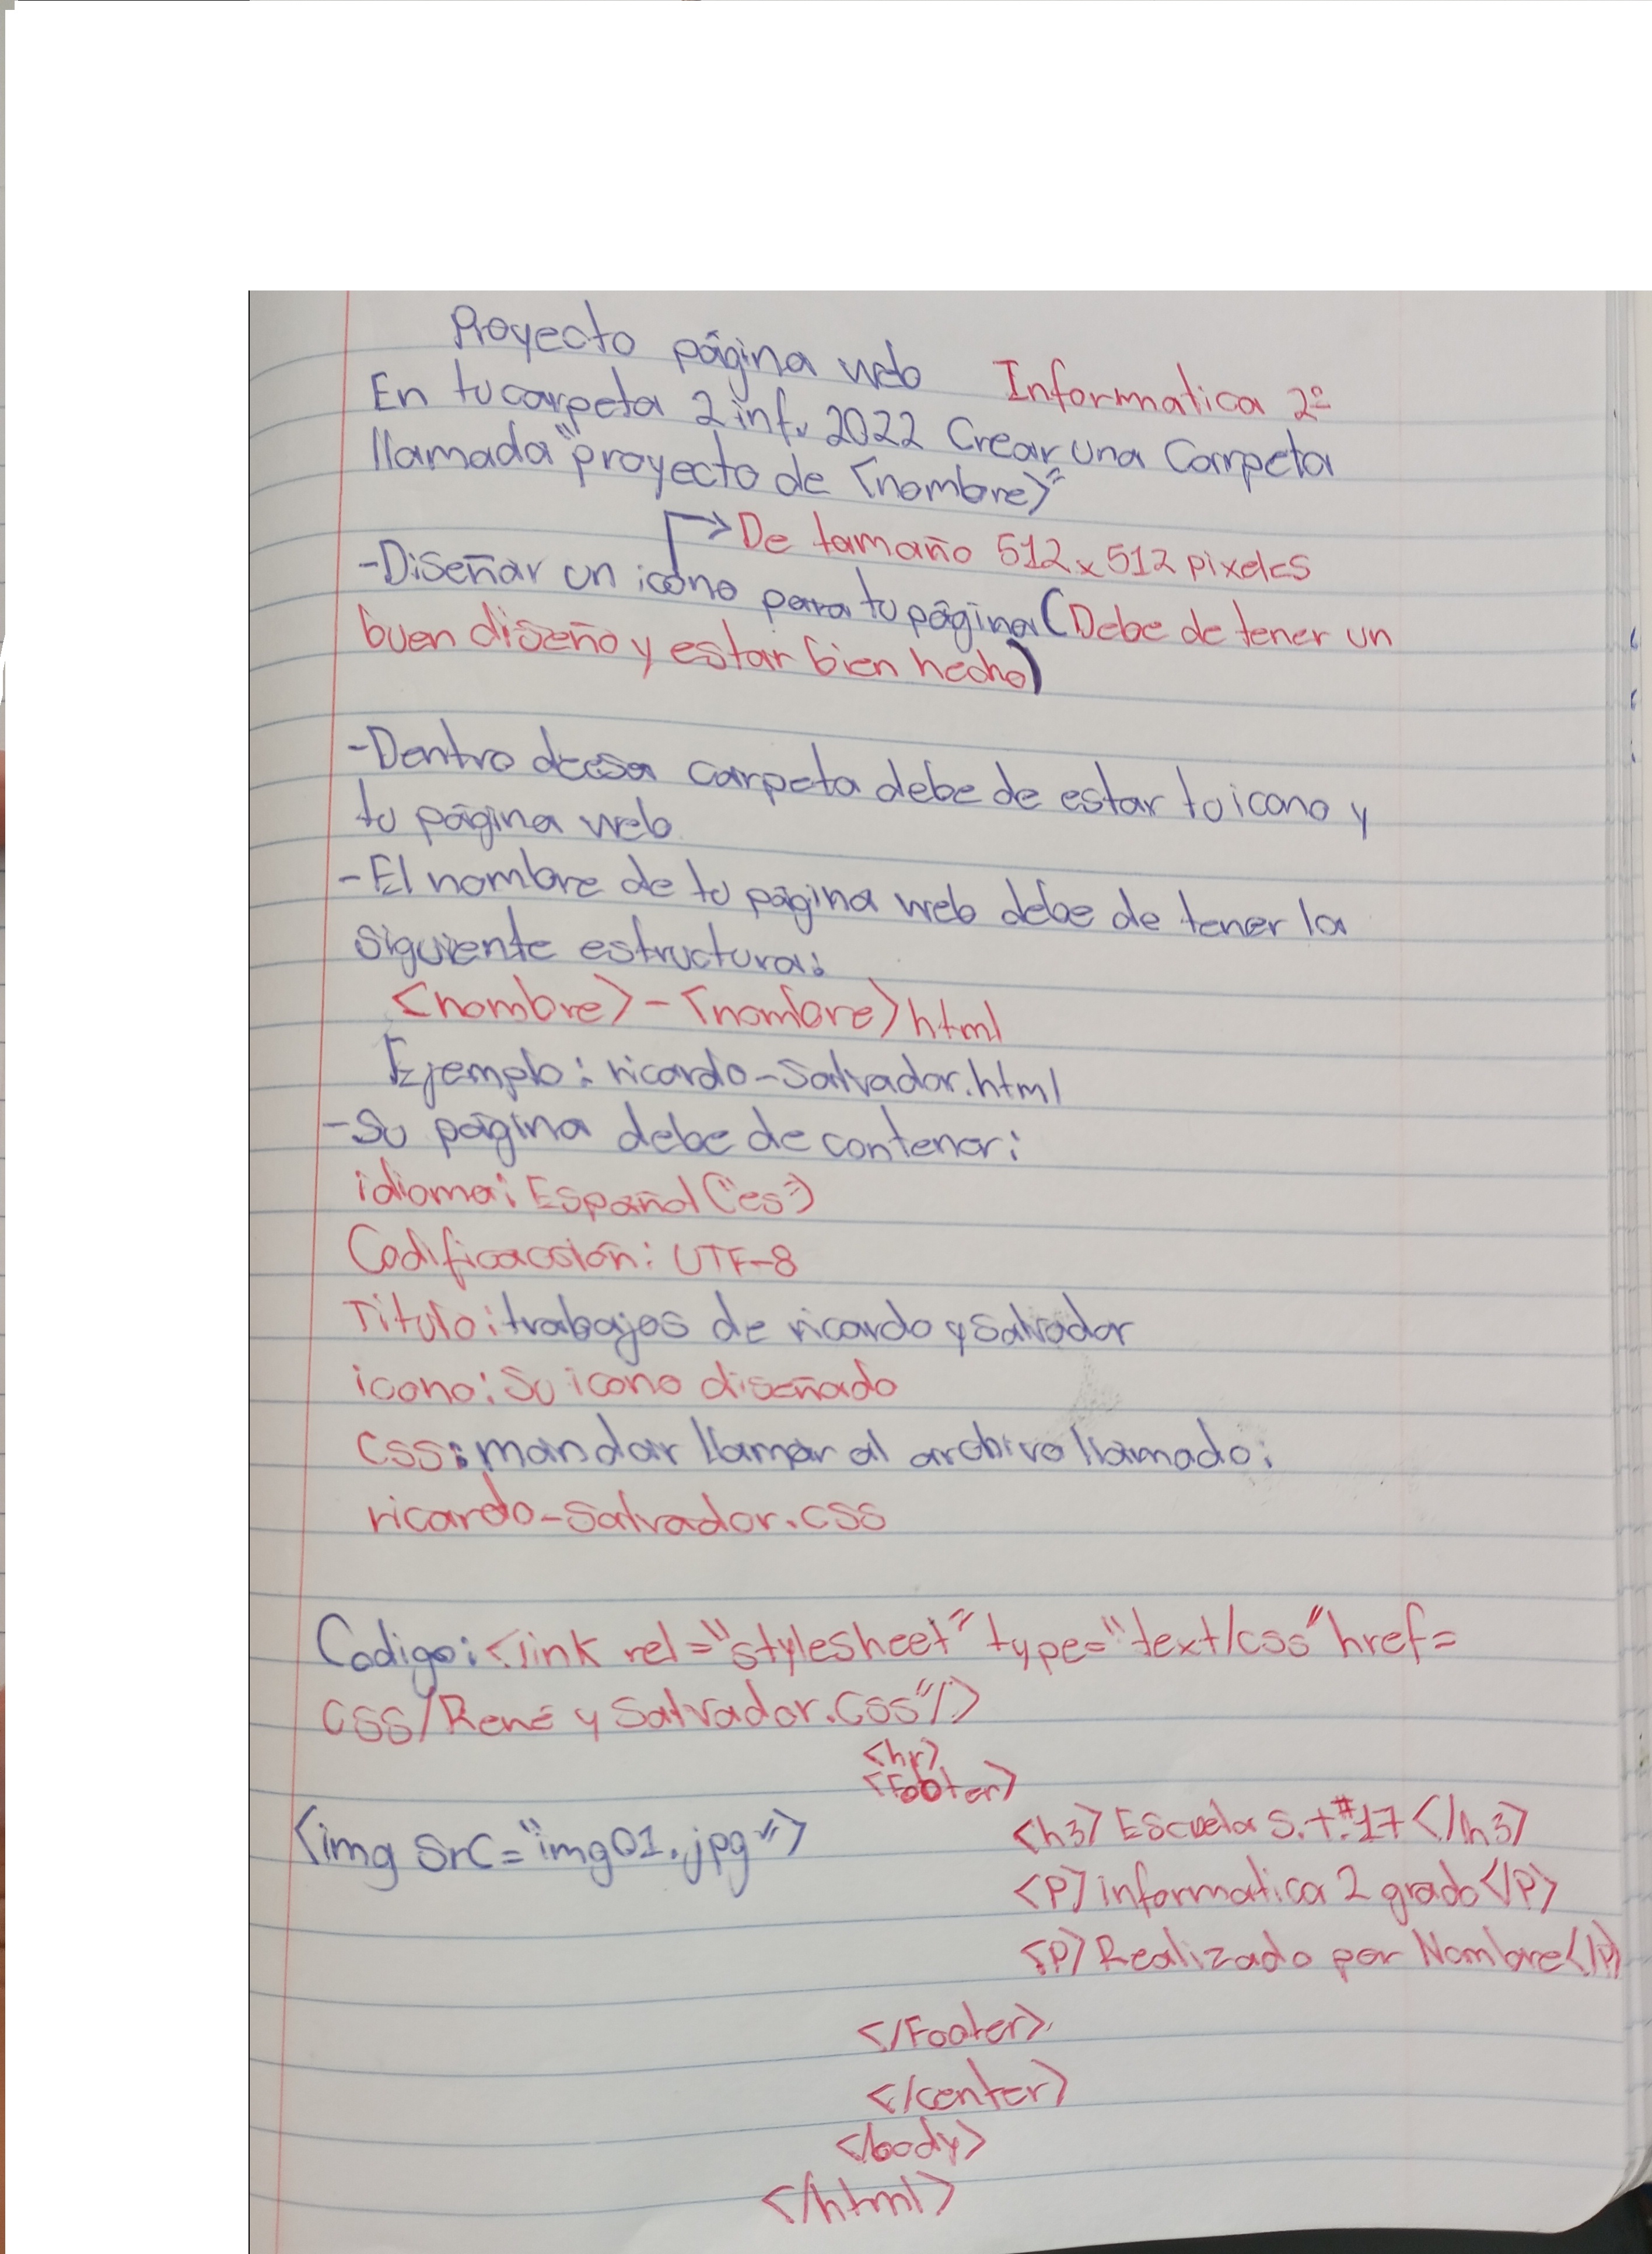 Proyecto página web Informatica 2º
En tu carpeta 2 inf. 2022 Crear una Carpeta
llamada "proyecto de <nombre>"
De tamaño 512x512 pixeles
-Diseñar un icono para tu página (Debe de tener un
buen diseño y estar bien hecho)
-Dentro de esa carpeta debe de estar tu icono y
tu página web
-El nombre de tu página web debe de tener la
siguiente estructura:
<nombre>-<nombre>html
Ejemplo: ricardo-Salvador.html
-Su página debe de contener:
idioma: Español ("es")
Codificacción: UTF-8
Titulo: trabajos de ricardo y Salvador
icono: Su icono diseñado
CSS: mandar llamar al archivo llamado:
ricardo-Salvador.css
Codigo: <link rel="stylesheet" type="text/css" href=
css/René y Salvador.Css"/>
<hr>
<Footer>
<img Src="img01.jpg">
<h3> Escuela S.t.#17 </h3>
<p> informatica 2 grado </p>
<p> Realizado por Nombre </p>
</Footer>
</center>
</body>
</html>